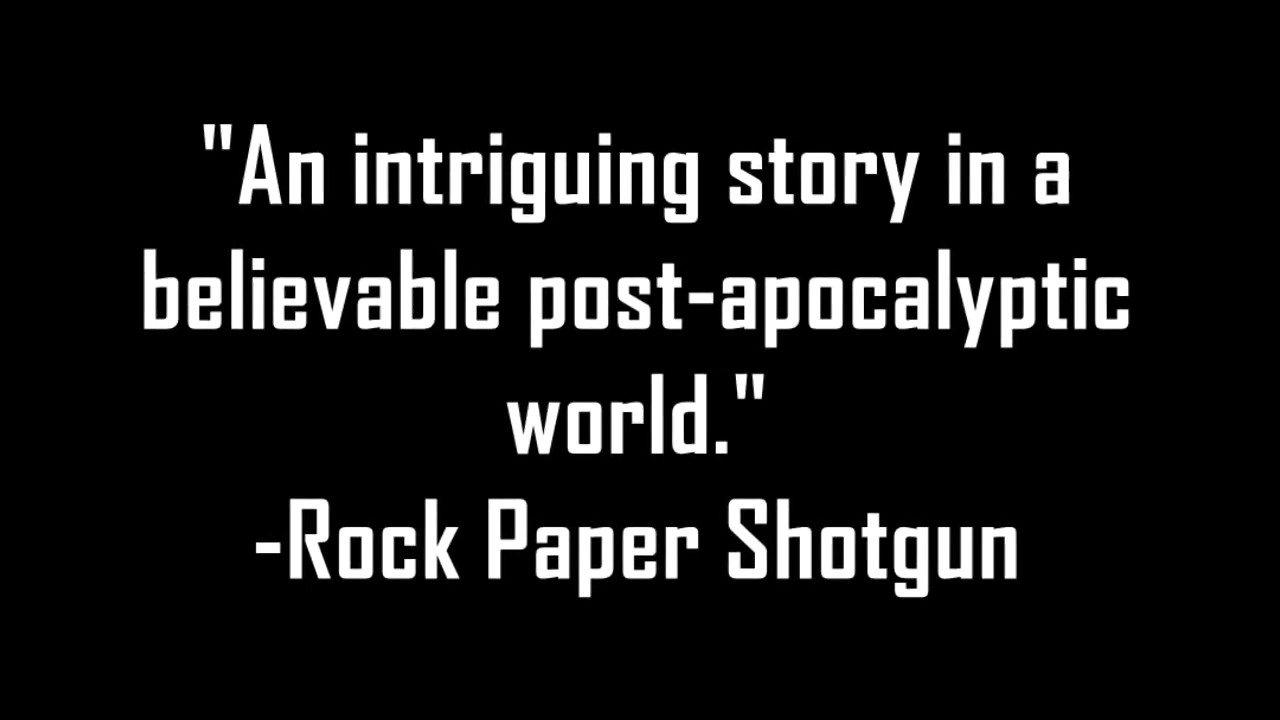 "An intriguing story in a
believable post-apocalyptic
world."
-Rock Paper Shotgun